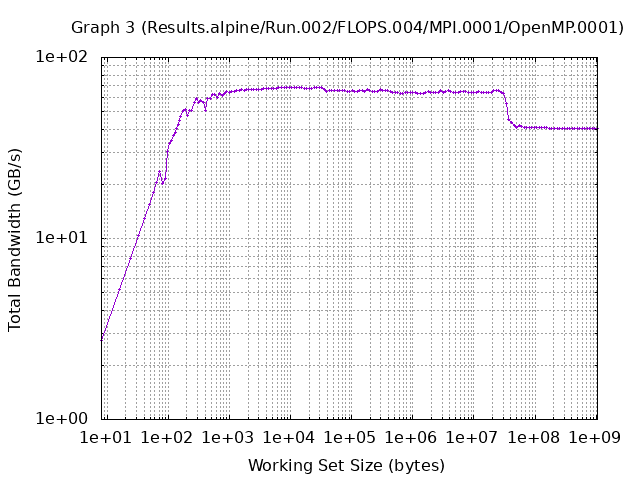 Graph 3 (Results.alpine/Run.002/FLOPS.004/MPI.0001/OpenMP.0001)
1e+02
1e+01
1e+00
Total Bandwidth (GB/s)
1e+01 1e+02 1e+03 1e+04 1e+05 1e+06 1e+07 1e+08 1e+09
Working Set Size (bytes)